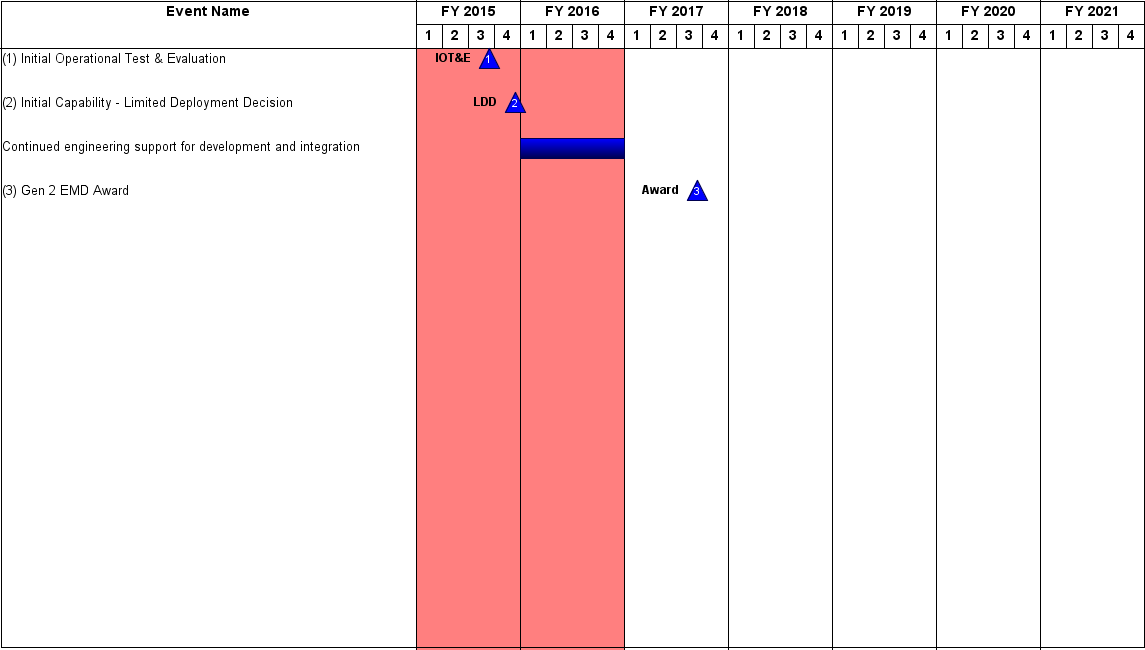 Event Name FY 2015 FY 2016 FY 2017 FY 2018 FY 2019 FY 2020 FY 2021
1 2 3 4 1 2 3 4 1 2 3 4 1 2 3 4 1 2 3 4 1 2 3 4 1 2 3 4
(1) Initial Operational Test & Evaluation IOT&E 1
(2) Initial Capability - Limited Deployment Decision LDD 2
Continued engineering support for development and integration
(3) Gen 2 EMD Award Award 3